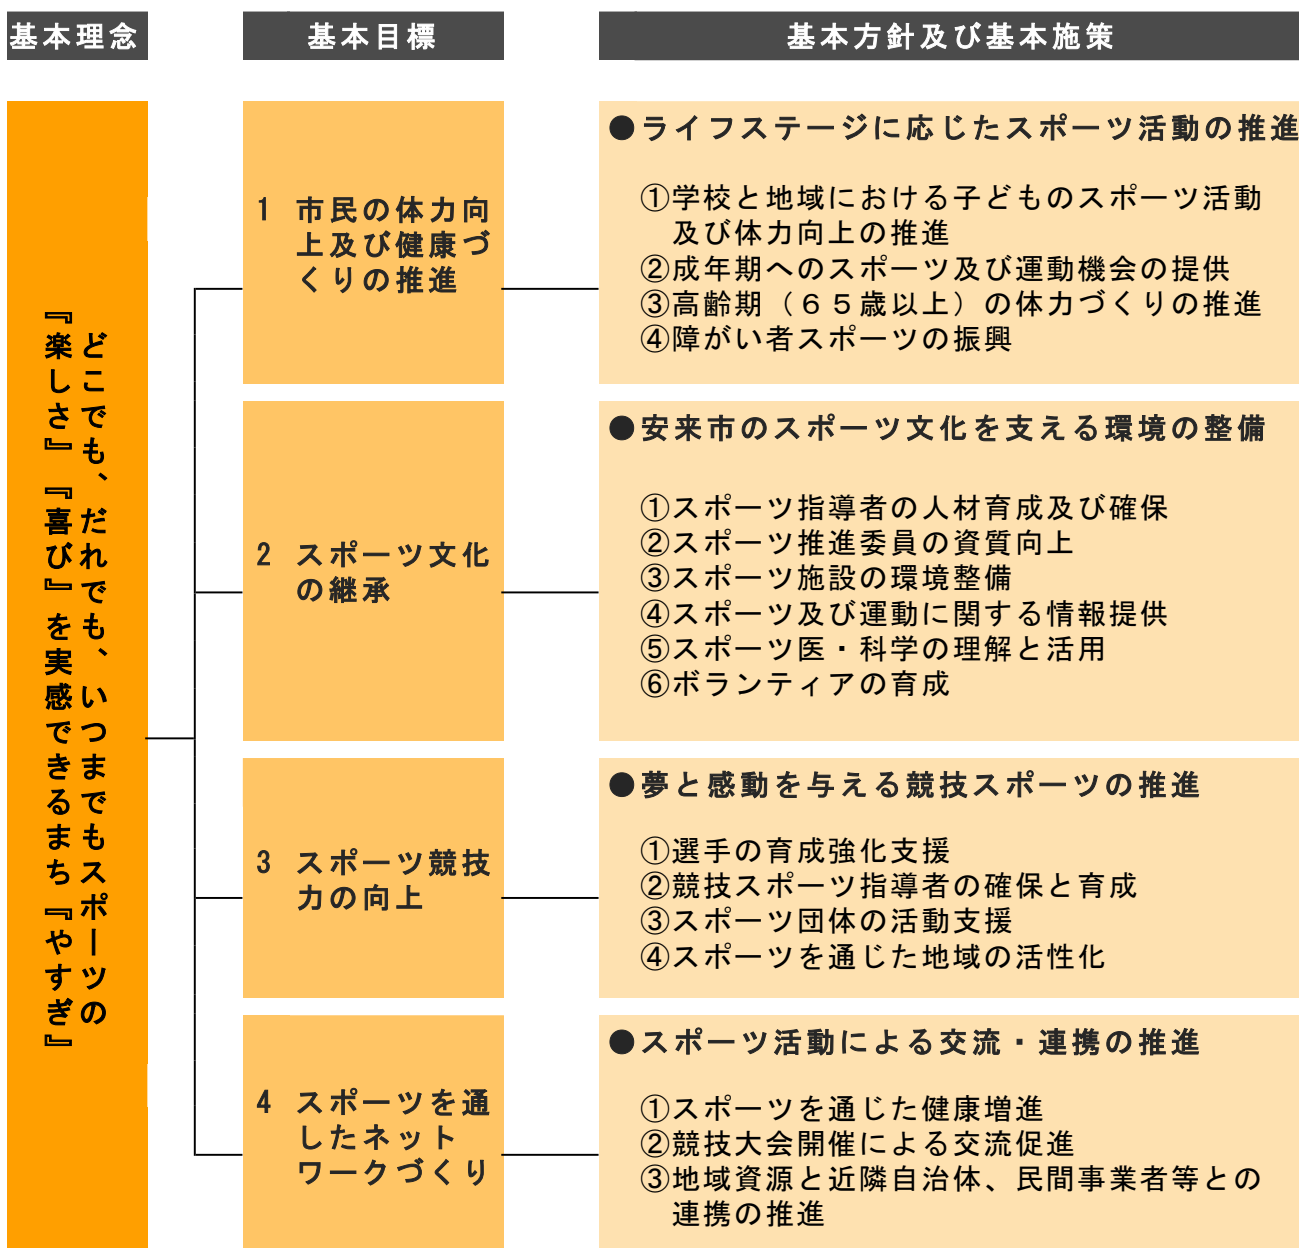 基本理念
基本目標
基本方針及び基本施策
どこでも、だれでも、いつまでもスポーツの
『楽しさ』『喜び』を実感できるまち『やすぎ』
1 市民の体力向
上及び健康づ
くりの推進
●ライフステージに応じたスポーツ活動の推進
①学校と地域における子どものスポーツ活動
及び体力向上の推進
②成年期へのスポーツ及び運動機会の提供
③高齢期（６５歳以上）の体力づくりの推進
④障がい者スポーツの振興
2 スポーツ文化
の継承
●安来市のスポーツ文化を支える環境の整備
①スポーツ指導者の人材育成及び確保
②スポーツ推進委員の資質向上
③スポーツ施設の環境整備
④スポーツ及び運動に関する情報提供
⑤スポーツ医・科学の理解と活用
⑥ボランティアの育成
3 スポーツ競技
力の向上
●夢と感動を与える競技スポーツの推進
①選手の育成強化支援
②競技スポーツ指導者の確保と育成
③スポーツ団体の活動支援
④スポーツを通じた地域の活性化
4 スポーツを通
したネット
ワークづくり
●スポーツ活動による交流・連携の推進
①スポーツを通じた健康増進
②競技大会開催による交流促進
③地域資源と近隣自治体、民間事業者等との
連携の推進